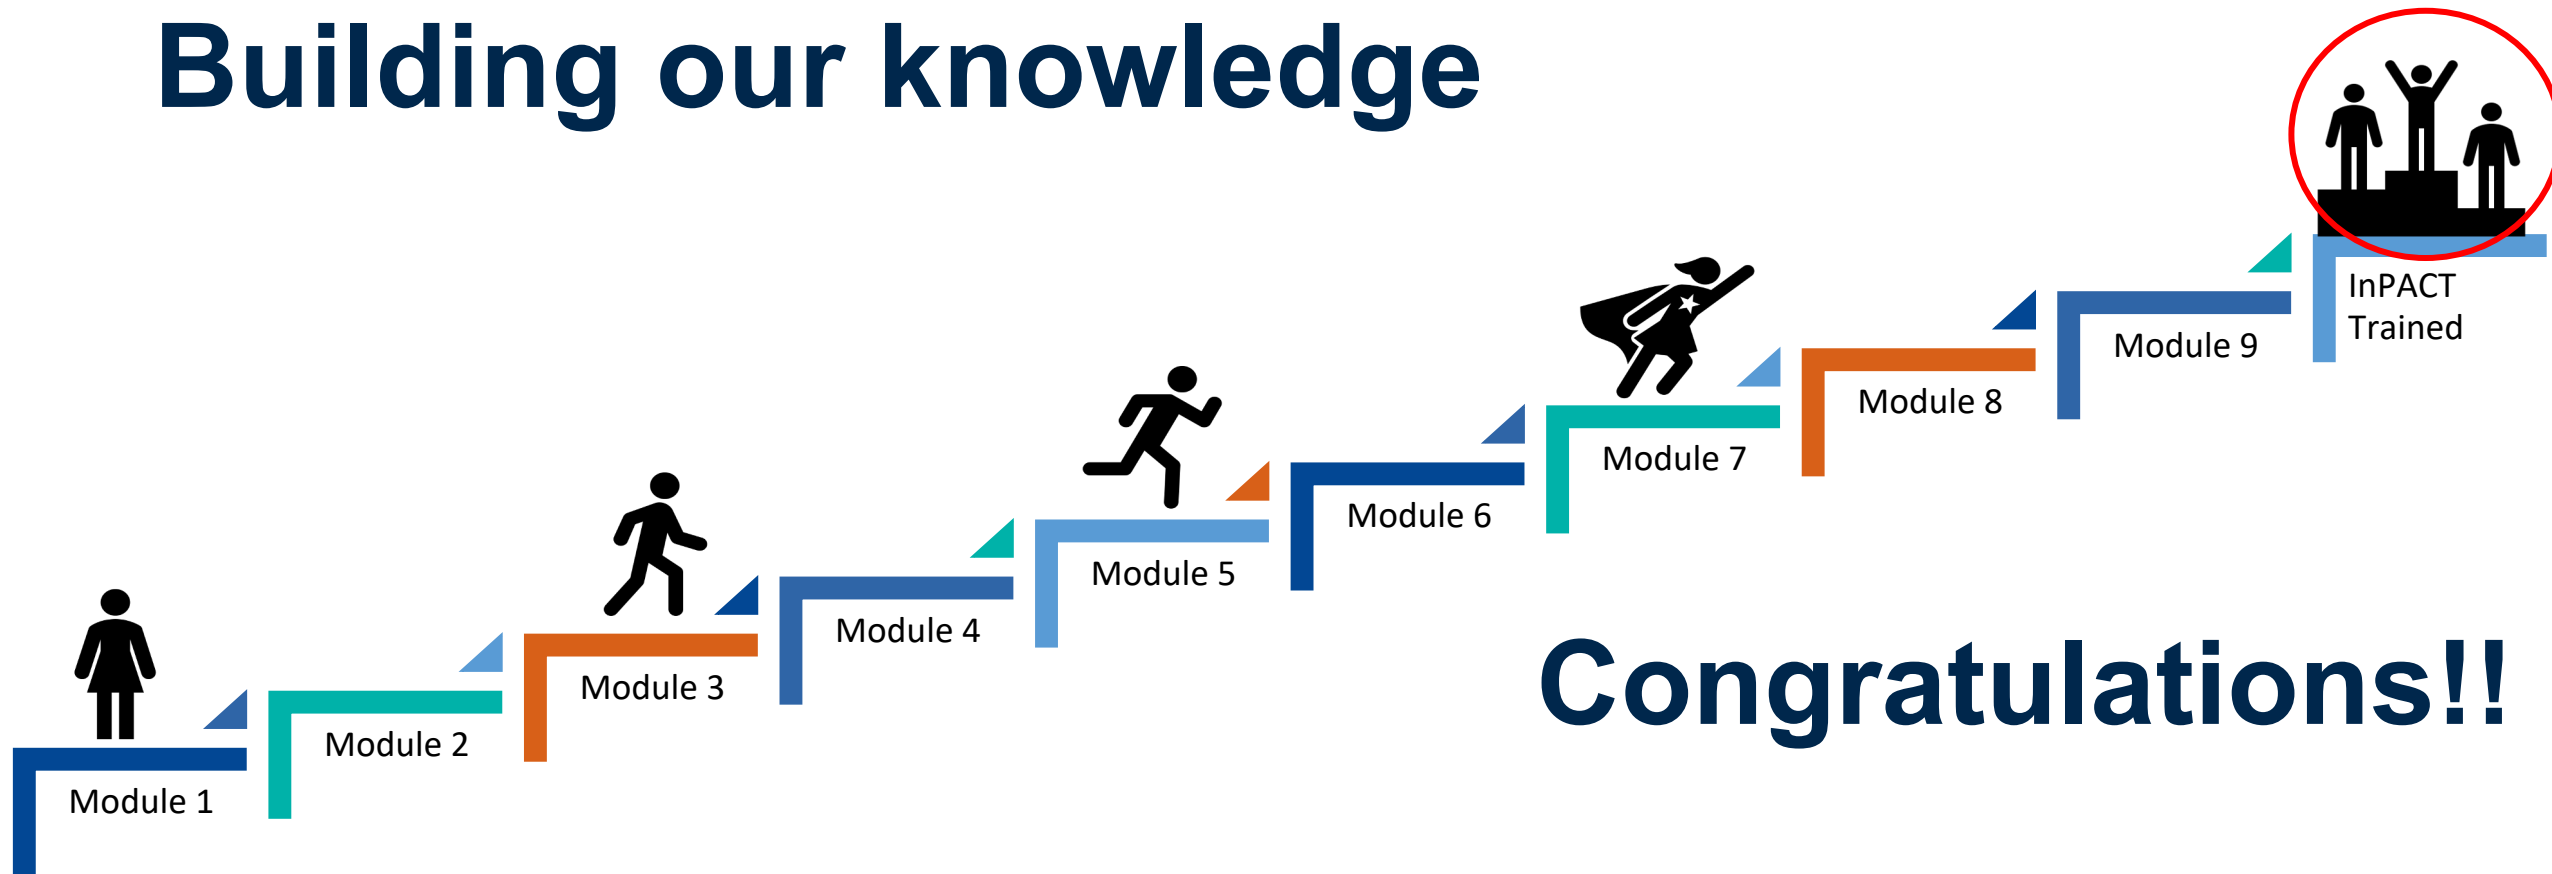 Building our knowledge
Module 1
Module 2
Module 3
Module 4
Module 5
Module 6
Module 7
Module 8
Module 9
InPACT
Trained
Congratulations!!